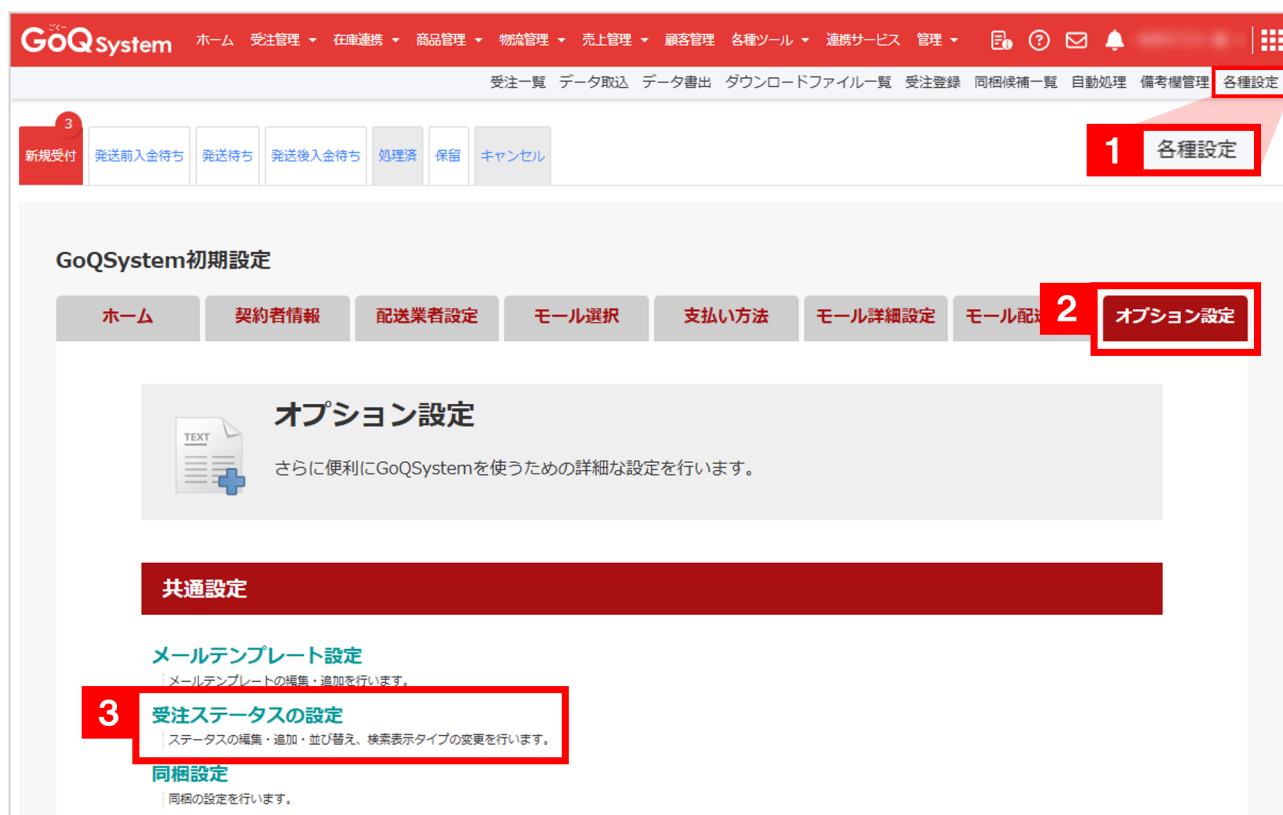 ごくー
GoQSystem ホーム 受注管理 在庫連携 商品管理 物流管理 売上管理 顧客管理 各種ツール 連携サービス 管理
受注一覧 データ取込 データ書出 ダウンロードファイル一覧 受注登録 同梱候補一覧 自動処理 備考欄管理 各種設定
3
新規受付 発送前入金待ち 発送待ち 発送後入金待ち 処理済 保留 キャンセル
1 各種設定
GoQSystem初期設定
ホーム 契約者情報 配送業者設定 モール選択 支払い方法 モール詳細設定 モール配 2 オプション設定
オプション設定
TEXT
さらに便利にGoQSystemを使うための詳細な設定を行います。
共通設定
メールテンプレート設定
メールテンプレートの編集・追加を行います。
3 受注ステータスの設定
ステータスの編集・追加・並び替え、検索表示タイプの変更を行います。
同梱設定
同梱の設定を行います。